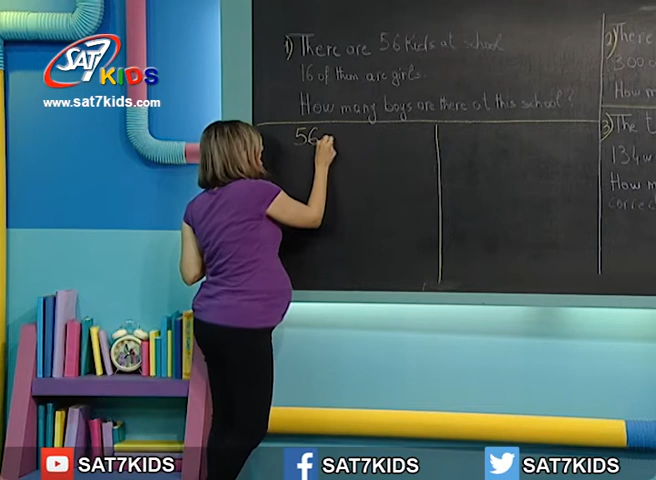 SAT7
KIDS
www.sat7kids.com
1) There are 56 kids at school
16 of them are girls.
How many boys are there at this school?
56
2) There
300
How m
3) The t
134 w
How m
correc
SAT7KIDS
SAT7KIDS
SAT7KIDS